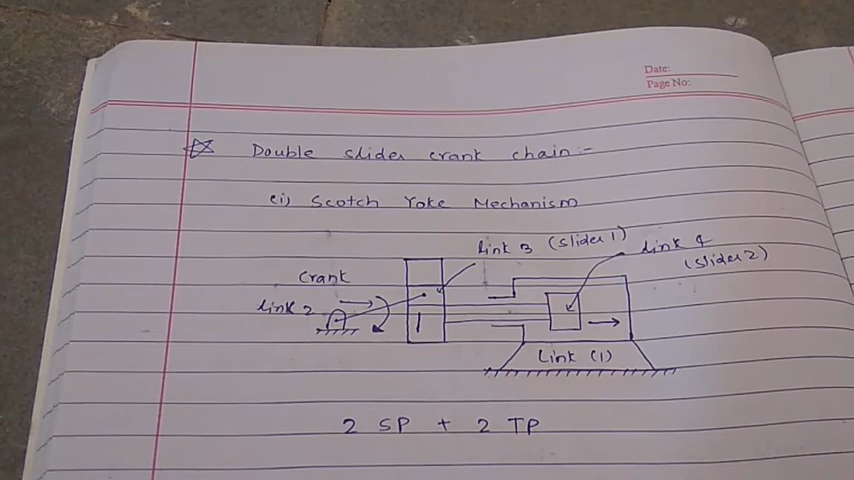 Date:
Page No:
Double slider crank chain :-
(i) Scotch Yoke Mechanism
Link 3 (Slider 1)
Link 4
(Slider 2)
Crank
Link 2
Link (1)
2 SP + 2 TP